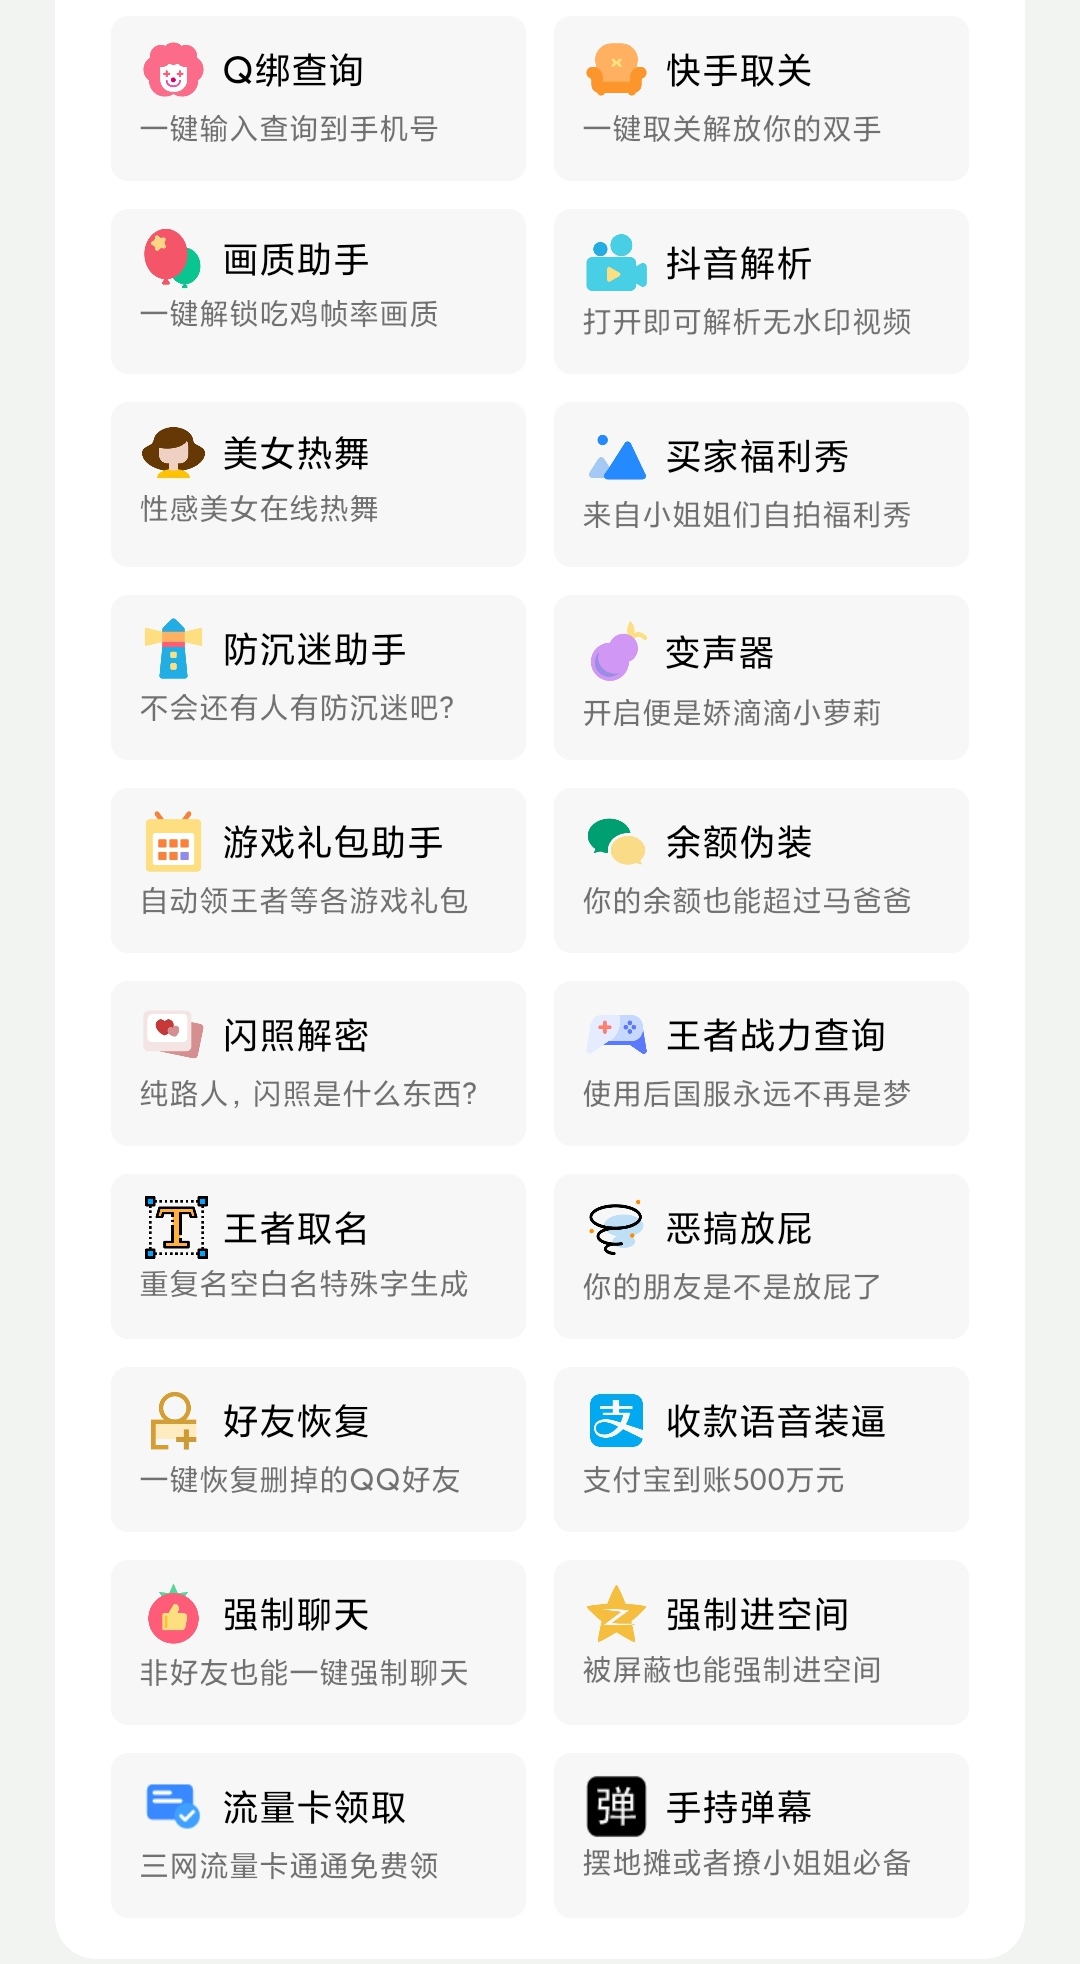 Q绑查询
一键输入查询到手机号
快手取关
一键取关解放你的双手
画质助手
一键解锁吃鸡帧率画质
抖音解析
打开即可解析无水印视频
美女热舞
性感美女在线热舞
买家福利秀
来自小姐姐们自拍福利秀
防沉迷助手
不会还有人有防沉迷吧?
变声器
开启便是娇滴滴小萝莉
游戏礼包助手
自动领王者等各游戏礼包
余额伪装
你的余额也能超过马爸爸
闪照解密
纯路人，闪照是什么东西?
王者战力查询
使用后国服永远不再是梦
王者取名
重复名空白名特殊字生成
恶搞放屁
你的朋友是不是放屁了
好友恢复
一键恢复删掉的QQ好友
支
收款语音装逼
支付宝到账500万元
强制聊天
非好友也能一键强制聊天
强制进空间
被屏蔽也能强制进空间
流量卡领取
三网流量卡通通免费领
弹
手持弹幕
摆地摊或者撩小姐姐必备